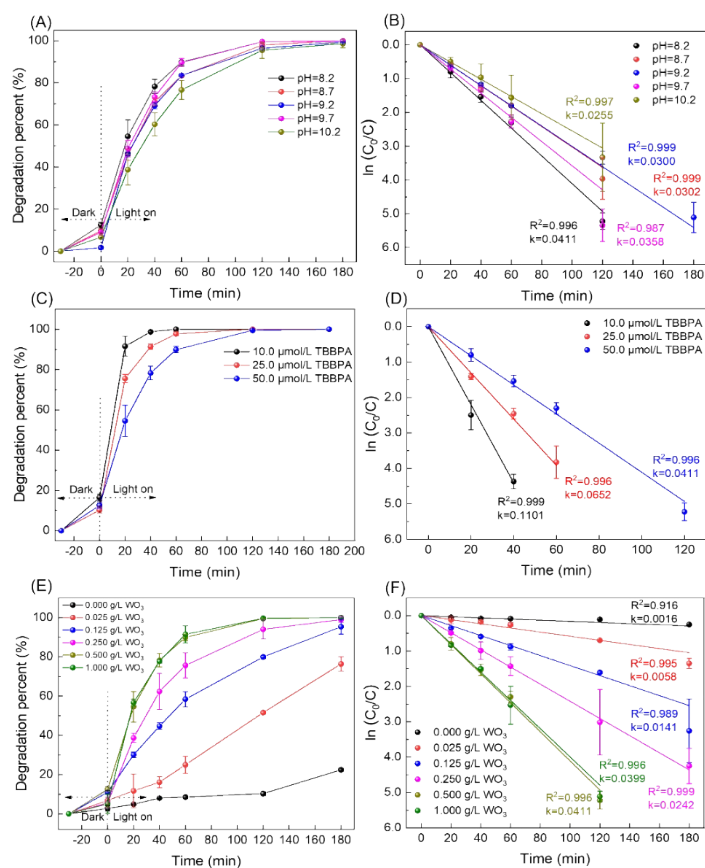 (A)
Degradation percent (%)
100
80
60
40
20
0
pH=8.2
pH=8.7
pH=9.2
pH=9.7
pH=10.2
Dark
Light on
-30
0
20
40
60
80
100
120
140
160
180
Time (min)
(B)
ln (C0/C)
0.0
1.0
2.0
3.0
4.0
5.0
6.0
pH=8.2
pH=8.7
pH=9.2
pH=9.7
pH=10.2
R2=0.997
k=0.0255
R2=0.999
k=0.0300
R2=0.999
k=0.0302
R2=0.996
k=0.0411
R2=0.987
k=0.0358
0
20
40
60
80
100
120
140
160
180
Time (min)
(C)
Degradation percent (%)
100
80
60
40
20
0
10.0 μmol/L TBBPA
25.0 μmol/L TBBPA
50.0 μmol/L TBBPA
Dark
Light on
-30
0
20
40
60
80
100
120
140
160
180
200
Time (min)
(D)
ln (C0/C)
0.0
1.0
2.0
3.0
4.0
5.0
6.0
10.0 μmol/L TBBPA
25.0 μmol/L TBBPA
50.0 μmol/L TBBPA
R2=0.996
k=0.0411
R2=0.996
k=0.0652
R2=0.999
k=0.1101
0
20
40
60
80
100
120
Time (min)
(E)
Degradation percent (%)
100
80
60
40
20
0
0.000 g/L WO3
0.025 g/L WO3
0.125 g/L WO3
0.250 g/L WO3
0.500 g/L WO3
1.000 g/L WO3
Dark
Light on
-30
0
20
40
60
80
100
120
140
160
180
Time (min)
(F)
ln (C0/C)
0.0
1.0
2.0
3.0
4.0
5.0
6.0
R2=0.916
k=0.0016
R2=0.995
k=0.0058
R2=0.989
k=0.0141
0.000 g/L WO3
0.025 g/L WO3
0.125 g/L WO3
0.250 g/L WO3
0.500 g/L WO3
1.000 g/L WO3
R2=0.996
k=0.0399
R2=0.996
k=0.0411
R2=0.999
k=0.0242
0
20
40
60
80
100
120
140
160
180
Time (min)